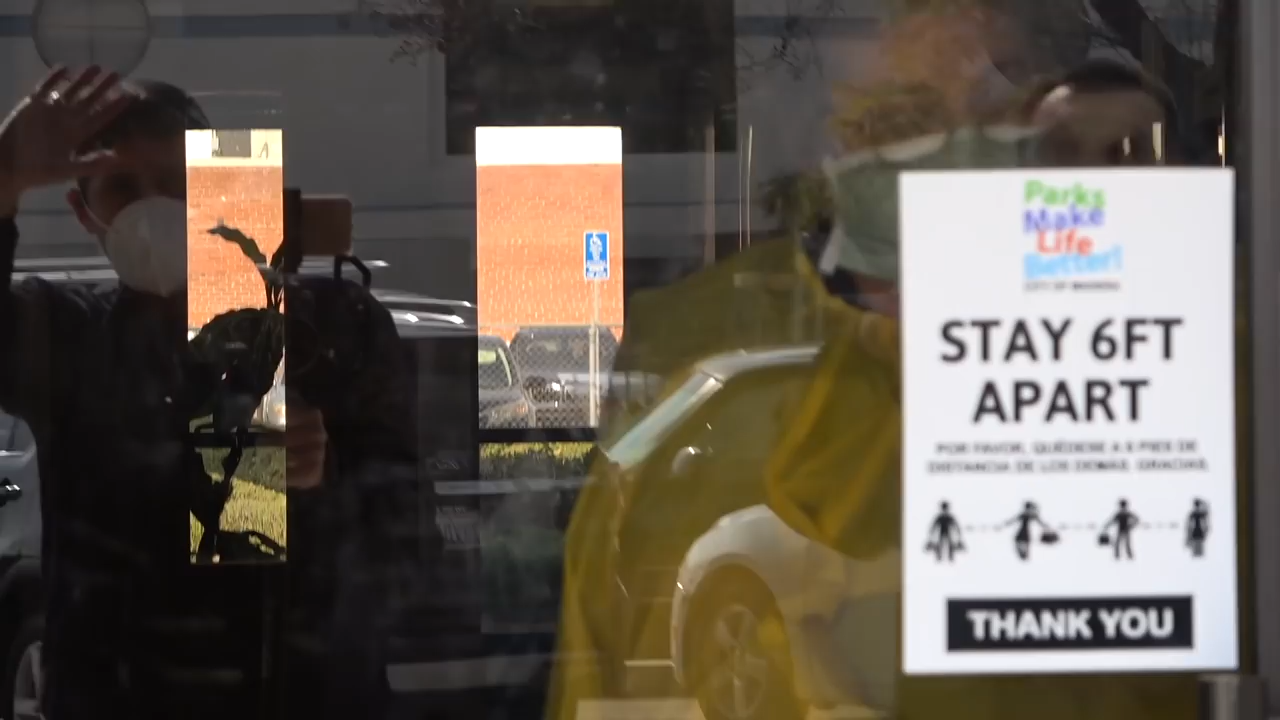 Parks
Make
Life
Better!
STAY 6FT
APART
POR FAVOR, QUÉDESE A 6 PIES DE
DISTANCIA DE LOS DEMÁS. GRACIAS.
THANK YOU